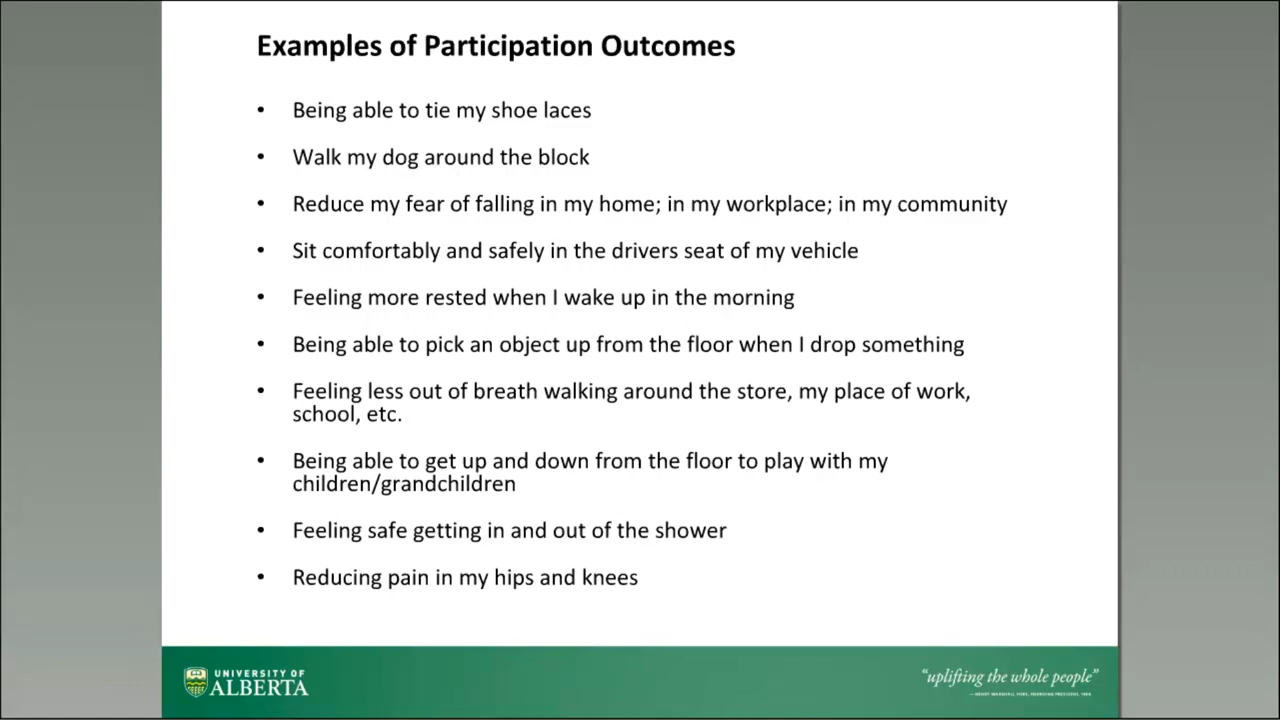 Examples of Participation Outcomes
• Being able to tie my shoe laces
• Walk my dog around the block
• Reduce my fear of falling in my home; in my workplace; in my community
• Sit comfortably and safely in the drivers seat of my vehicle
• Feeling more rested when I wake up in the morning
• Being able to pick an object up from the floor when I drop something
• Feeling less out of breath walking around the store, my place of work,
school, etc.
• Being able to get up and down from the floor to play with my
children/grandchildren
• Feeling safe getting in and out of the shower
• Reducing pain in my hips and knees
UNIVERSITY OF
ALBERTA
“uplifting the whole people”
— HENRY MARSHALL TORY, FOUNDING PRESIDENT, 1908